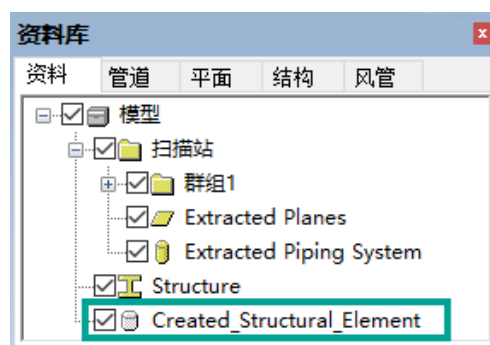 资料库
资料 管道 平面 结构 风管
模型
扫描站
群组1
Extracted Planes
Extracted Piping System
Structure
Created_Structural_Element